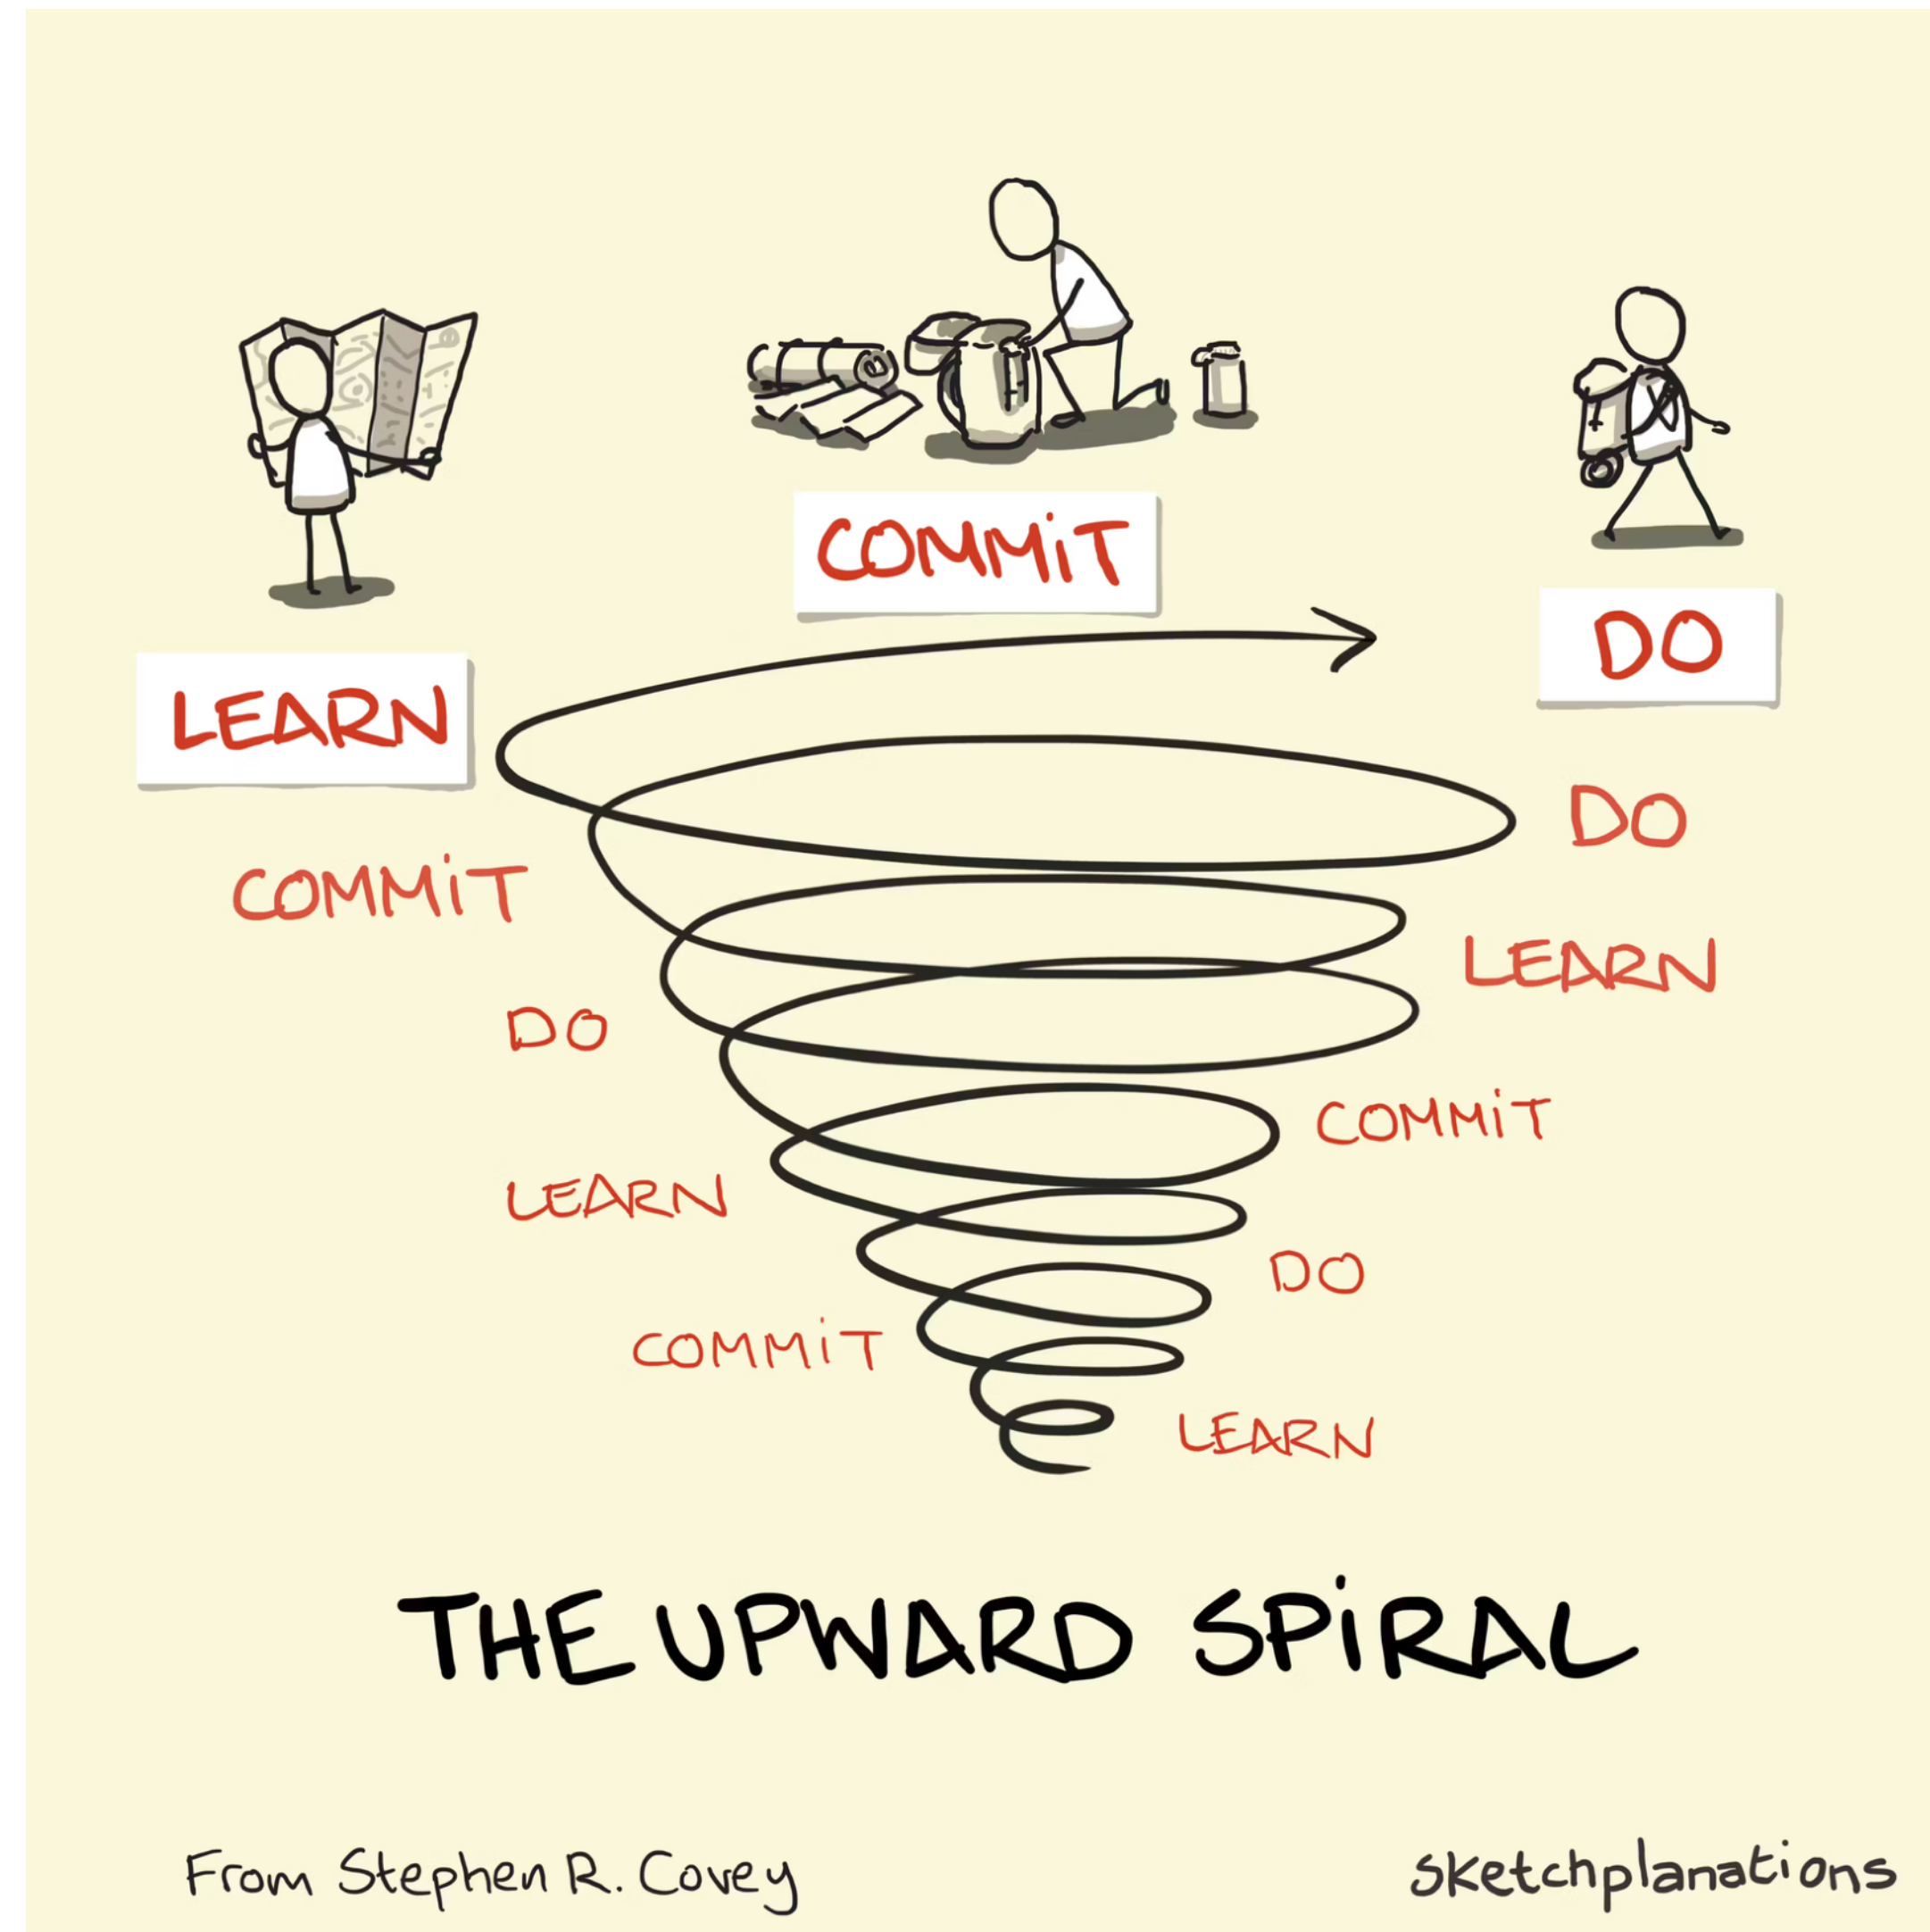 COMMIT
DO
LEARN
DO
COMMIT
LEARN
DO
COMMIT
LEARN
DO
COMMIT
LEARN
THE UPWARD SPIRAL
From Stephen R. Covey
sketchplanations